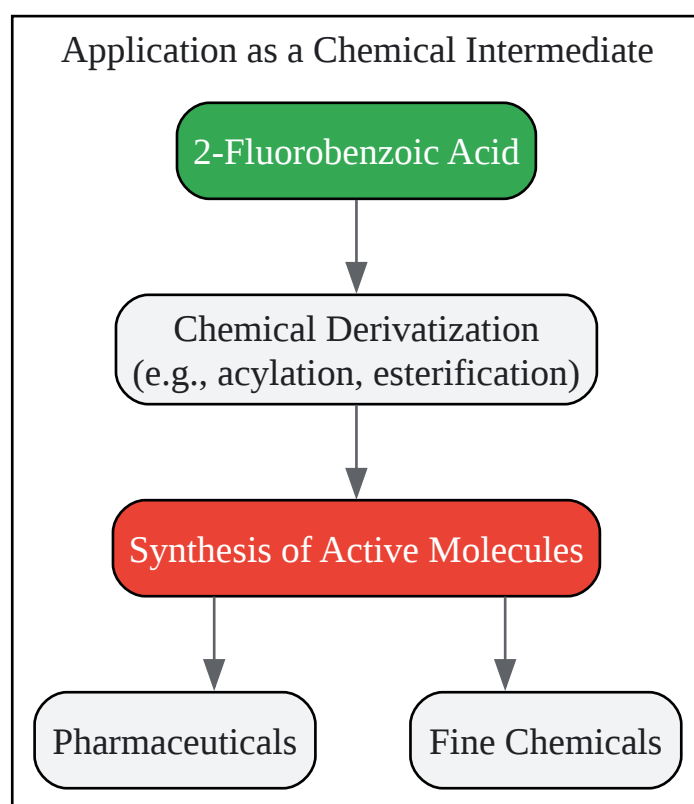 Application as a Chemical Intermediate
2-Fluorobenzoic Acid
Chemical Derivatization
(e.g., acylation, esterification)
Synthesis of Active Molecules
Pharmaceuticals
Fine Chemicals